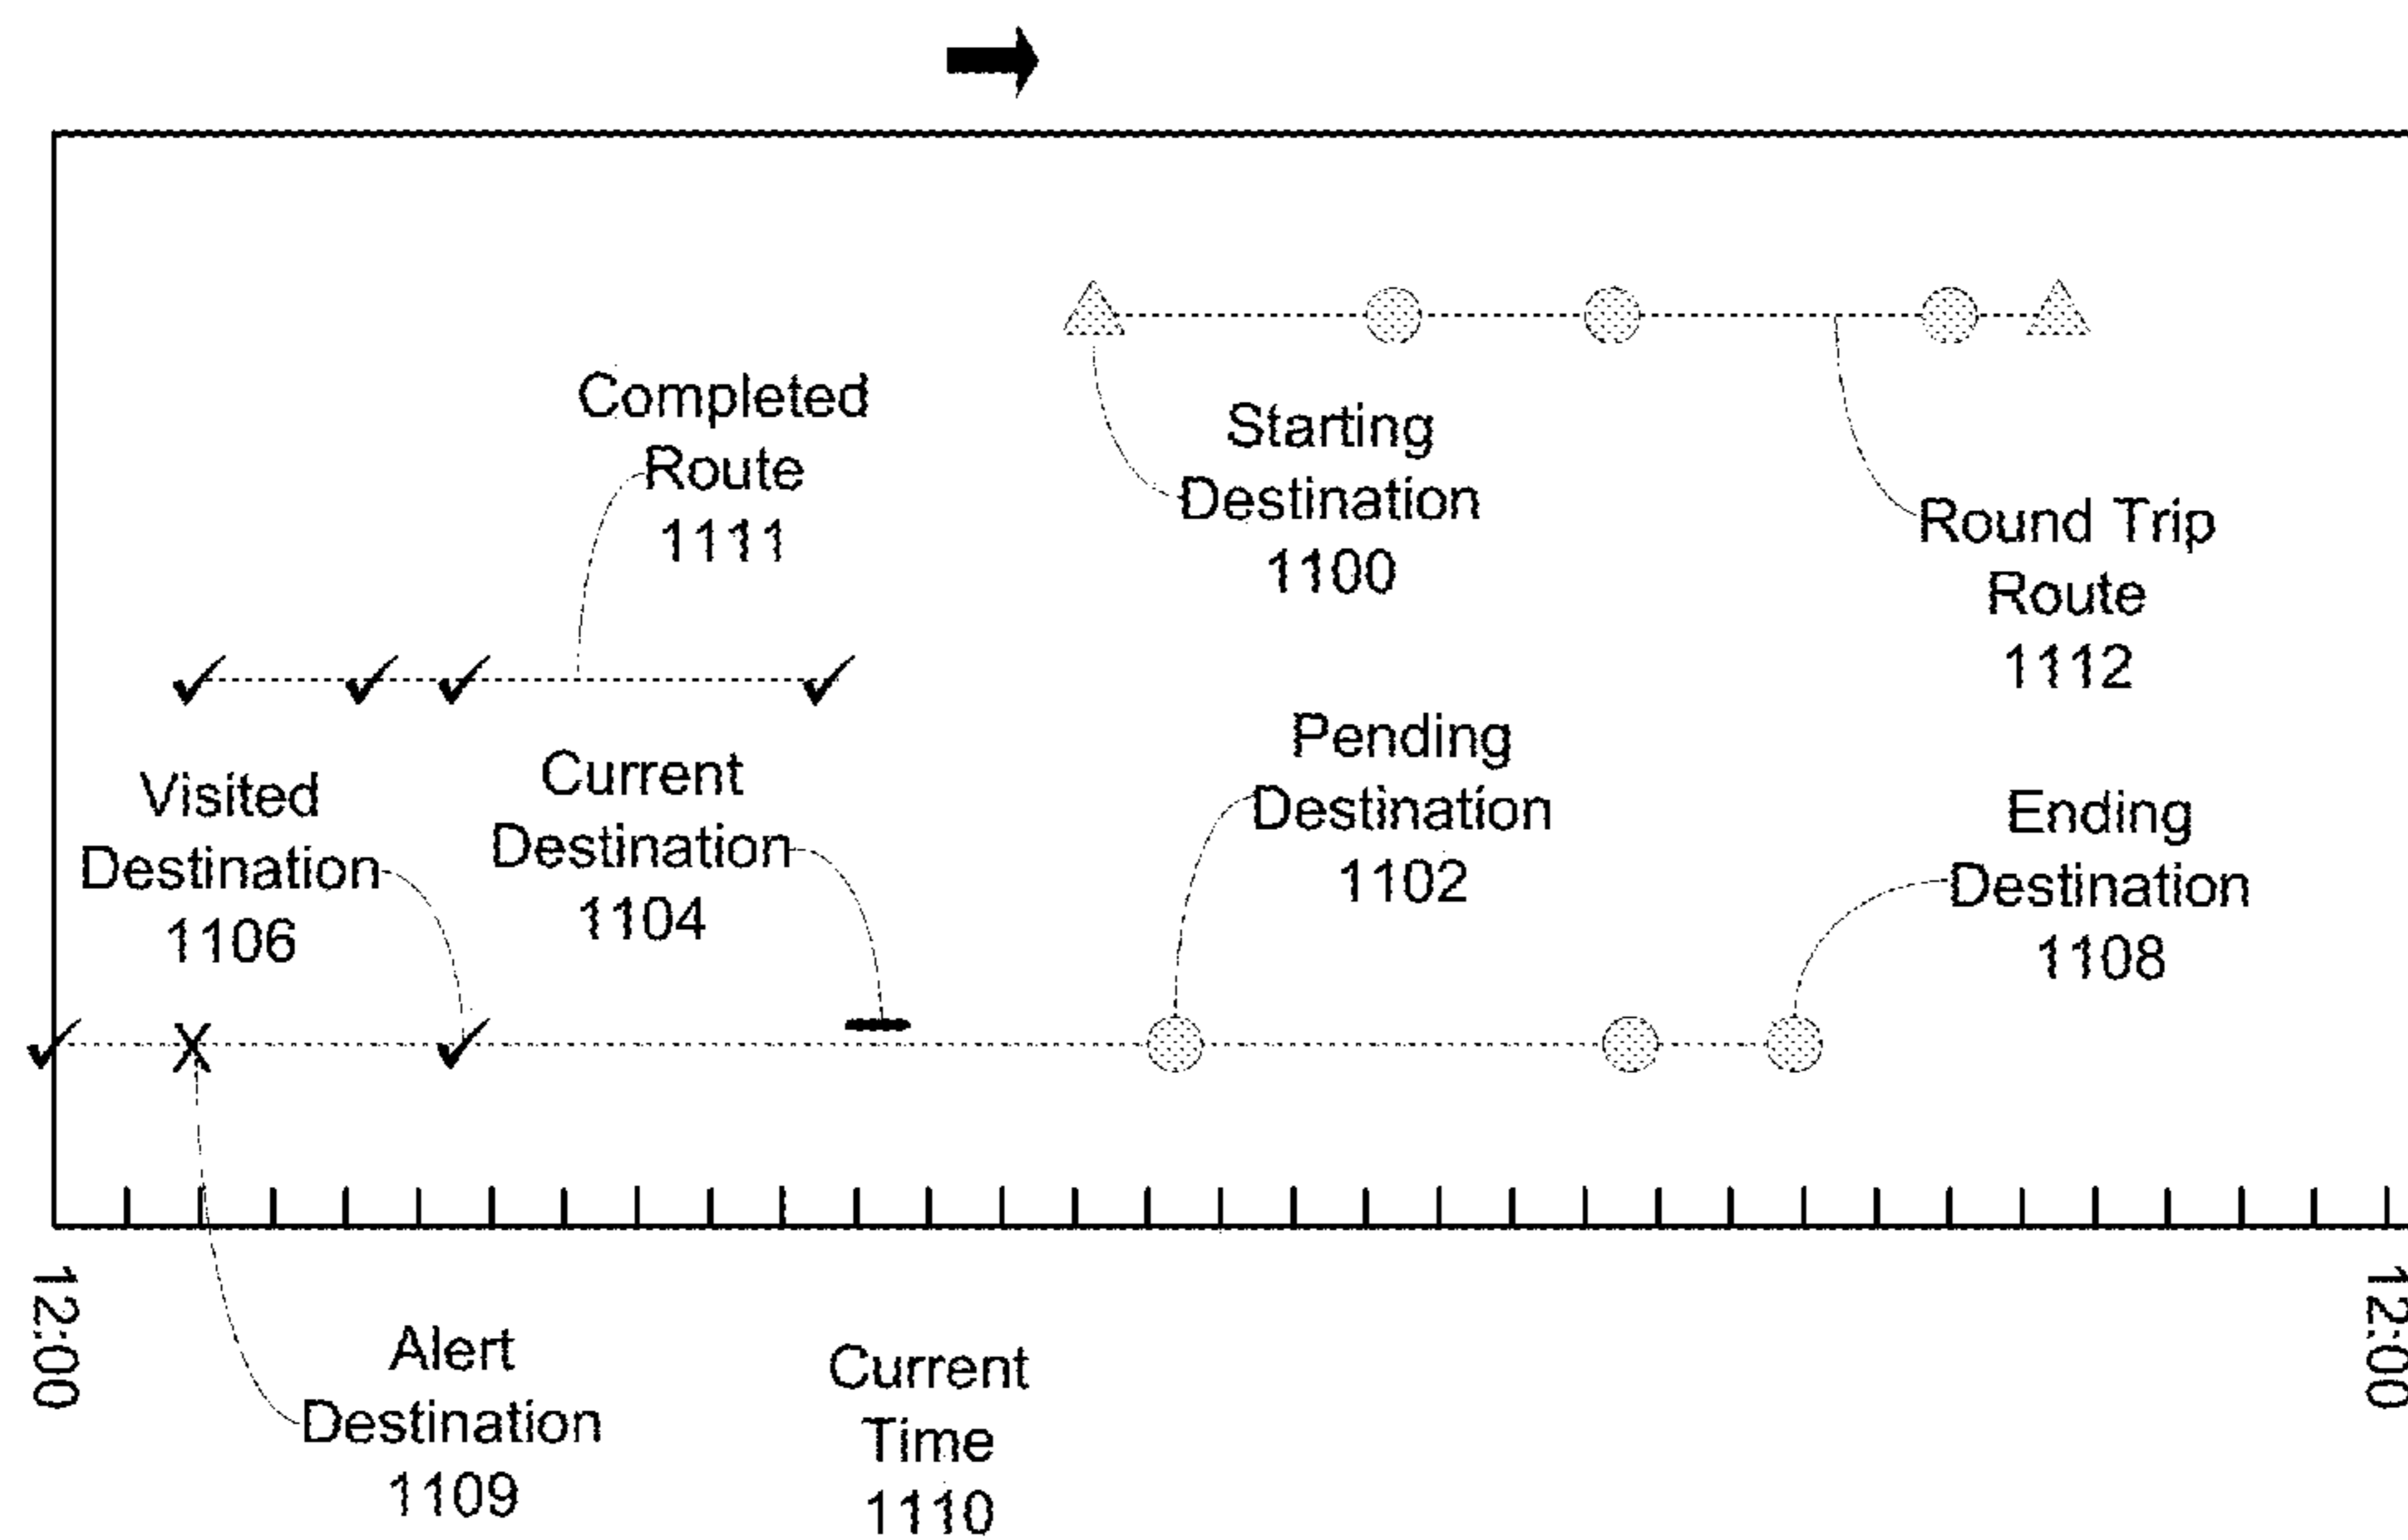 Completed
Route
1111
Starting
Destination
1100
Round Trip
Route
1112
Visited
Destination
1106
Current
Destination
1104
Pending
Destination
1102
Ending
Destination
1108
12:00
12:00
Alert
Destination
1109
Current
Time
1110